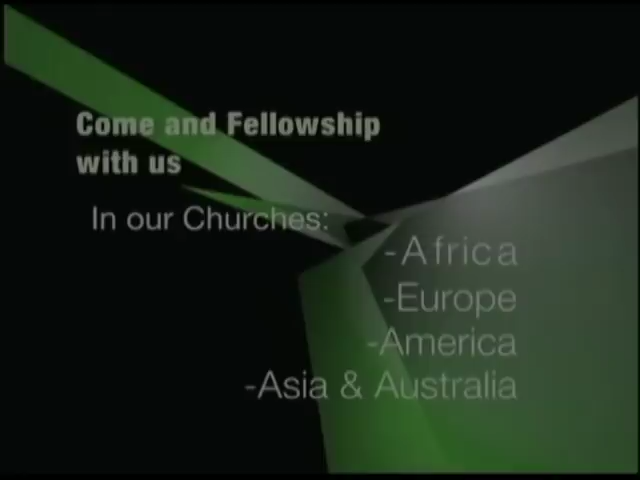 Come and Fellowship
with us
In our Churches:
-Africa
-Europe
-America
-Asia & Australia